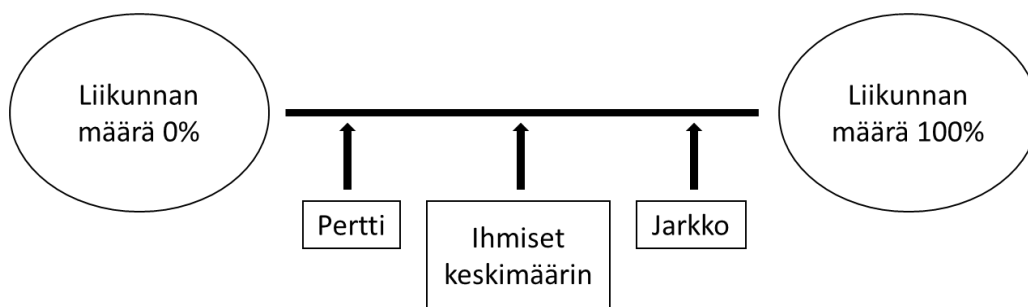 Liikunnan
määrä 0%
Liikunnan
määrä 100%
Pertti
Ihmiset
keskimäärin
Jarkko